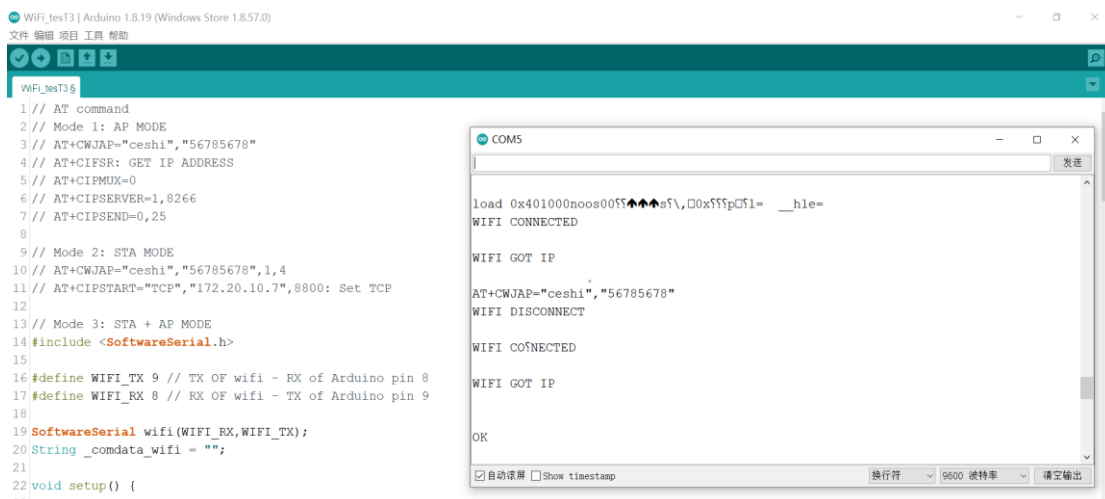 WiFi_tesT3 | Arduino 1.8.19 (Windows Store 1.8.57.0)
文件 编辑 项目 工具 帮助
WiFi_tesT3 §
1 // AT command
2 // Mode 1: AP MODE
3 // AT+CWJAP="ceshi","56785678"
4 // AT+CIFSR: GET IP ADDRESS
5 // AT+CIPMUX=0
6 // AT+CIPSERVER=1,8266
7 // AT+CIPSEND=0,25
8
9 // Mode 2: STA MODE
10 // AT+CWJAP="ceshi","56785678",1,4
11 // AT+CIPSTART="TCP","172.20.10.7",8800: Set TCP
12
13 // Mode 3: STA + AP MODE
14 #include <SoftwareSerial.h>
15
16 #define WIFI_TX 9 // TX OF wifi - RX of Arduino pin 8
17 #define WIFI_RX 8 // RX OF wifi - TX of Arduino pin 9
18
19 SoftwareSerial wifi(WIFI_RX,WIFI_TX);
20 String _comdata_wifi = "";
21
22 void setup() {
COM5
发送
load 0x401000noos00⸮⸮🡅🡅🡅s⸮\,□0x⸮⸮⸮p□⸮l= __h1e=
WIFI CONNECTED
WIFI GOT IP
AT+CWJAP="ceshi","56785678"
WIFI DISCONNECT
WIFI CO⸮NECTED
WIFI GOT IP
OK
自动滚屏 Show timestamp 换行符 9600 波特率 清空输出